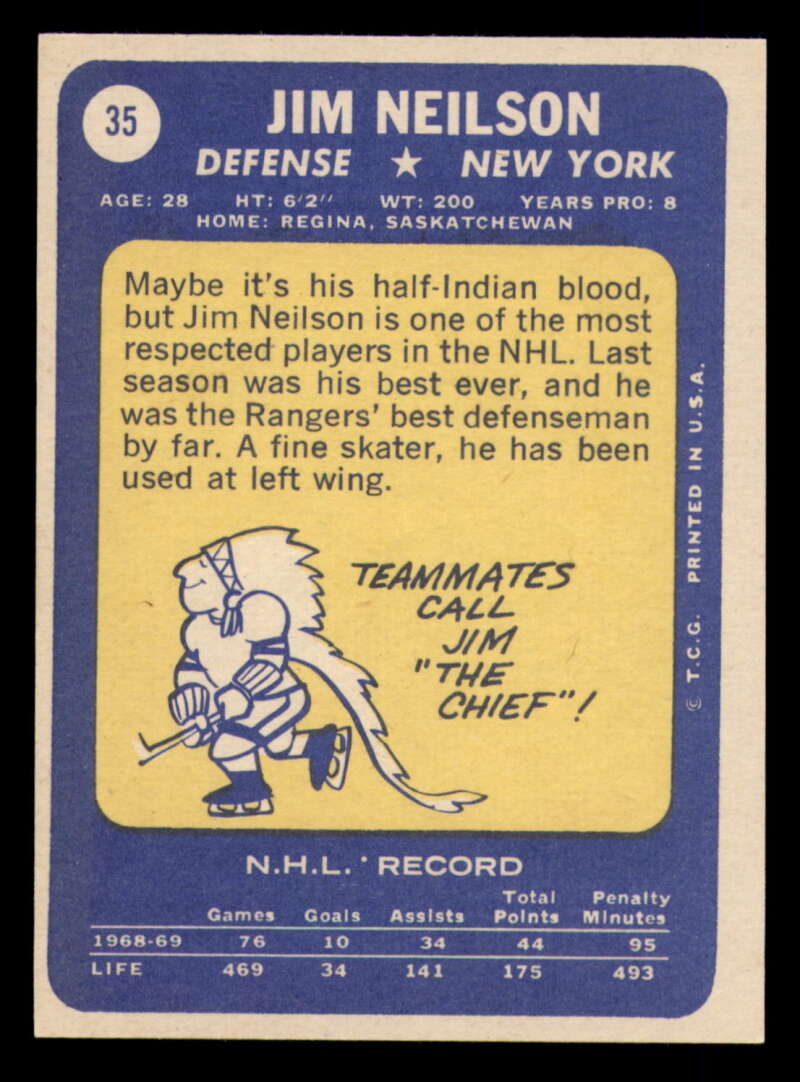 35
JIM NEILSON
DEFENSE ★ NEW YORK
AGE: 28 HT: 6'2" WT: 200 YEARS PRO: 8
HOME: REGINA, SASKATCHEWAN
Maybe it's his half-Indian blood,
but Jim Neilson is one of the most
respected players in the NHL. Last
season was his best ever, and he
was the Rangers' best defenseman
by far. A fine skater, he has been
used at left wing.
TEAMMATES
CALL
JIM
"THE
CHIEF"!
© T.C.G. PRINTED IN U.S.A.
N.H.L. RECORD
Games Goals Assists Total Points Penalty Minutes
1968-69 76 10 34 44 95
LIFE 469 34 141 175 493